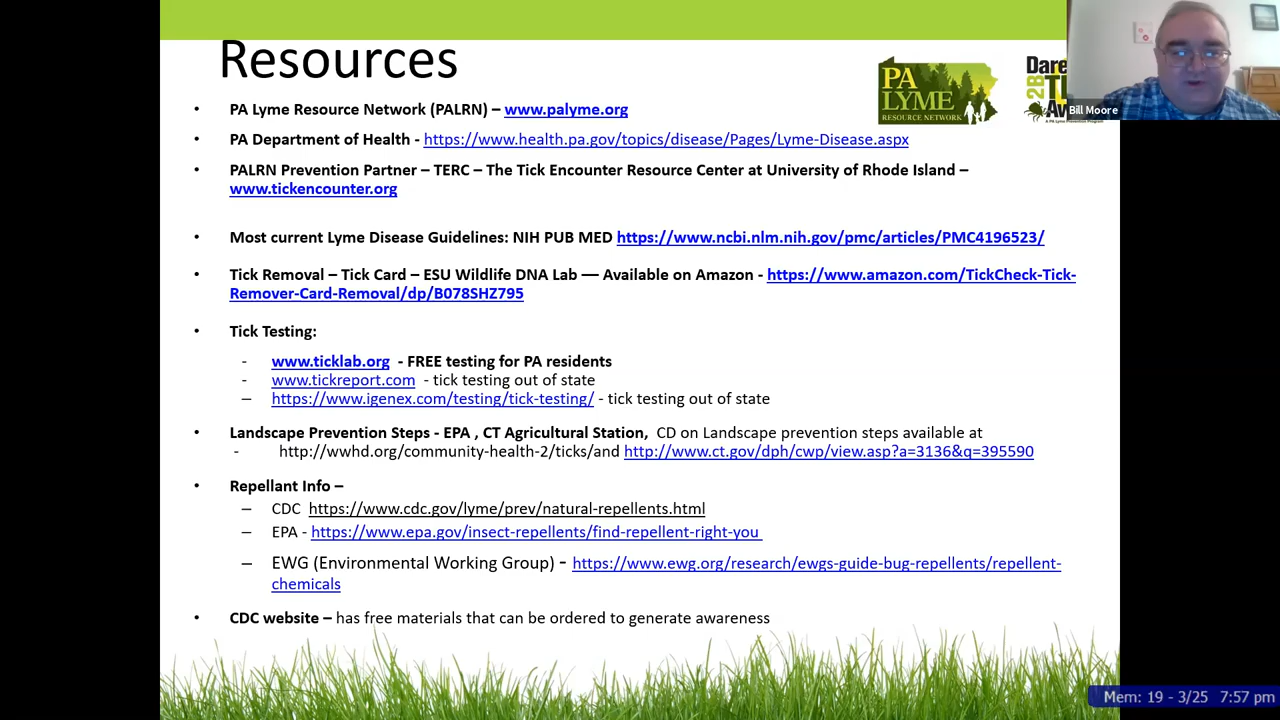 Resources
PA LYME
RESOURCE NETWORK
Dare
2B
Bill Moore
A PA Lyme Prevention Program
• PA Lyme Resource Network (PALRN) – www.palyme.org
• PA Department of Health - https://www.health.pa.gov/topics/disease/Pages/Lyme-Disease.aspx
• PALRN Prevention Partner – TERC – The Tick Encounter Resource Center at University of Rhode Island –
www.tickencounter.org
• Most current Lyme Disease Guidelines: NIH PUB MED https://www.ncbi.nlm.nih.gov/pmc/articles/PMC4196523/
• Tick Removal – Tick Card – ESU Wildlife DNA Lab –– Available on Amazon - https://www.amazon.com/TickCheck-Tick-
Remover-Card-Removal/dp/B078SHZ795
• Tick Testing:
- www.ticklab.org - FREE testing for PA residents
- www.tickreport.com - tick testing out of state
– https://www.igenex.com/testing/tick-testing/ - tick testing out of state
• Landscape Prevention Steps - EPA , CT Agricultural Station, CD on Landscape prevention steps available at
- http://wwhd.org/community-health-2/ticks/and http://www.ct.gov/dph/cwp/view.asp?a=3136&q=395590
• Repellant Info –
– CDC https://www.cdc.gov/lyme/prev/natural-repellents.html
– EPA - https://www.epa.gov/insect-repellents/find-repellent-right-you
– EWG (Environmental Working Group) - https://www.ewg.org/research/ewgs-guide-bug-repellents/repellent-
chemicals
• CDC website – has free materials that can be ordered to generate awareness
Mem: 19 - 3/25 7:57 pm